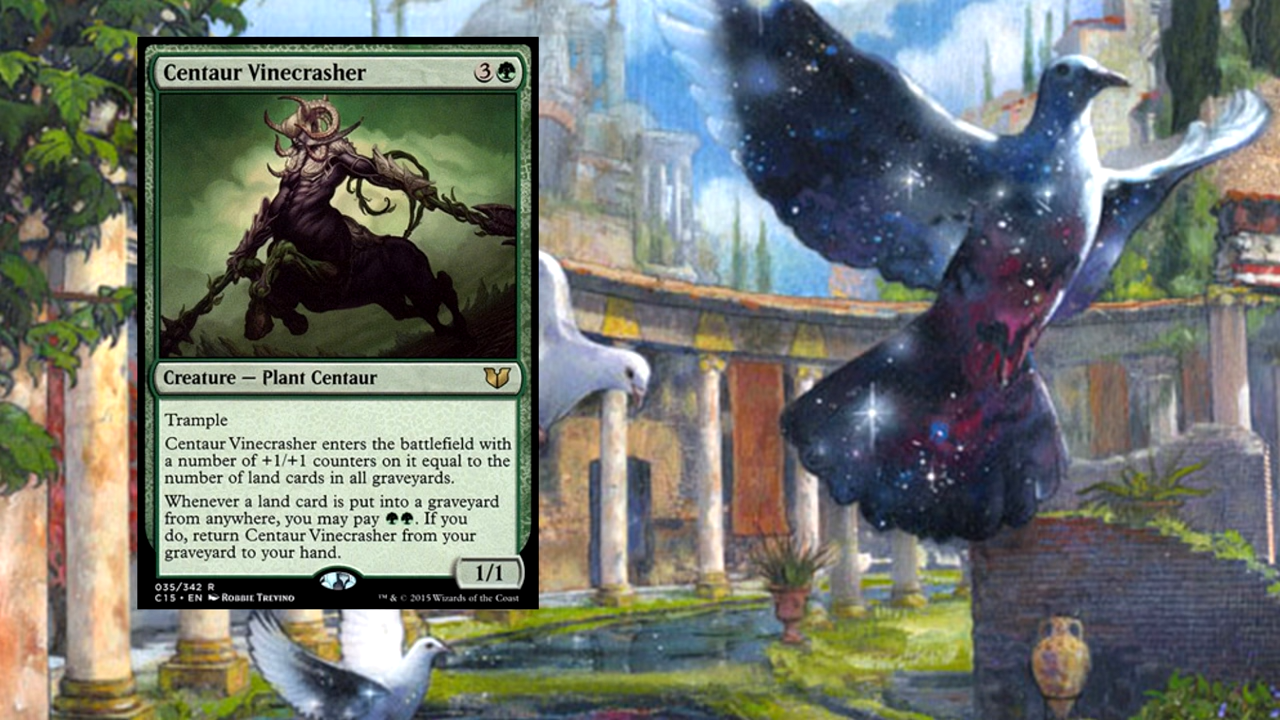 Centaur Vinecrasher 3
Creature — Plant Centaur
Trample
Centaur Vinecrasher enters the battlefield with
a number of +1/+1 counters on it equal to the
number of land cards in all graveyards.
Whenever a land card is put into a graveyard
from anywhere, you may pay . If you
do, return Centaur Vinecrasher from your
graveyard to your hand.
1/1
035/342 R
C15 • EN Robbie Trevino ™ & © 2015 Wizards of the Coast